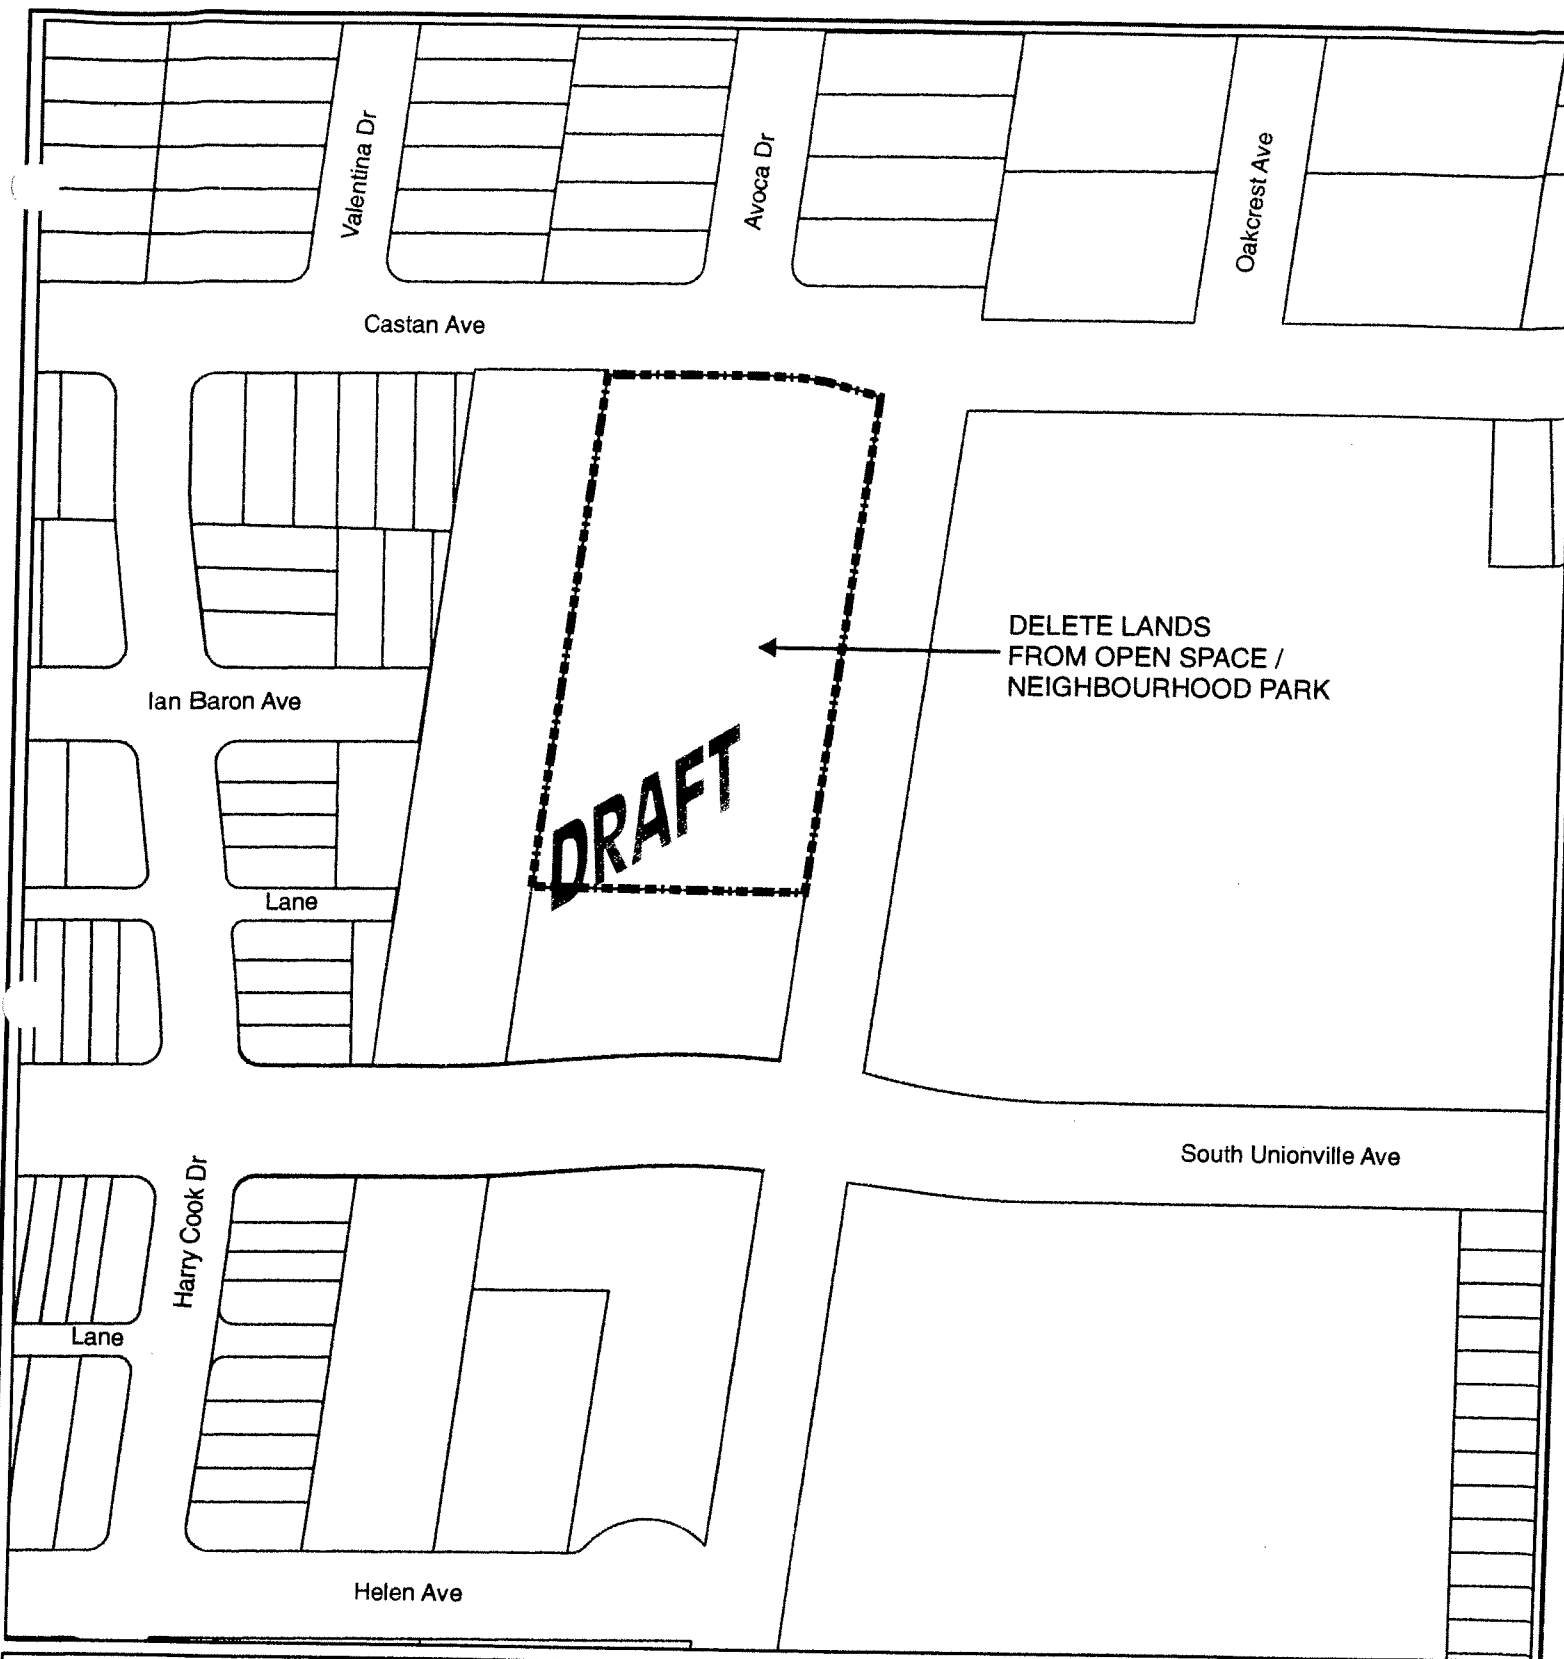 Valentina Dr
Avoca Dr
Oakcrest Ave
Castan Ave
DELETE LANDS
FROM OPEN SPACE /
NEIGHBOURHOOD PARK
Ian Baron Ave
DRAFT
Lane
South Unionville Ave
Harry Cook Dr
Lane
Helen Ave